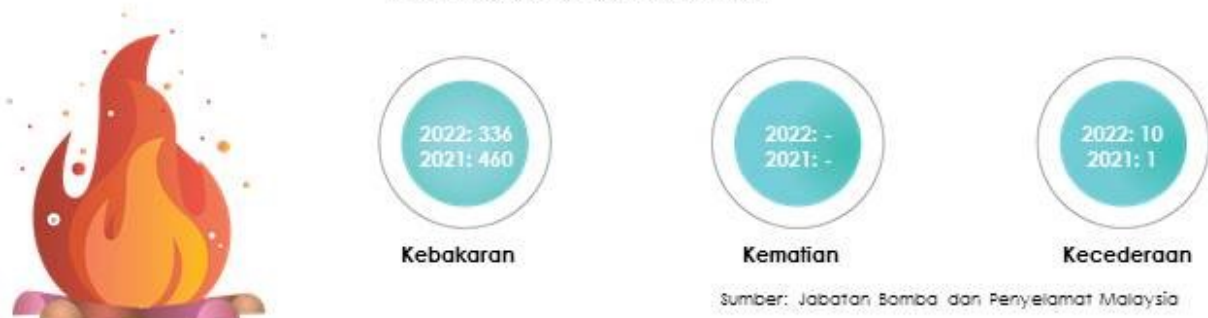 2022: 336
2021: 460
Kebakaran
2022: -
2021: -
Kematian
2022: 10
2021: 1
Kecederaan
Sumber: Jabatan Bomba dan Penyelamat Malaysia